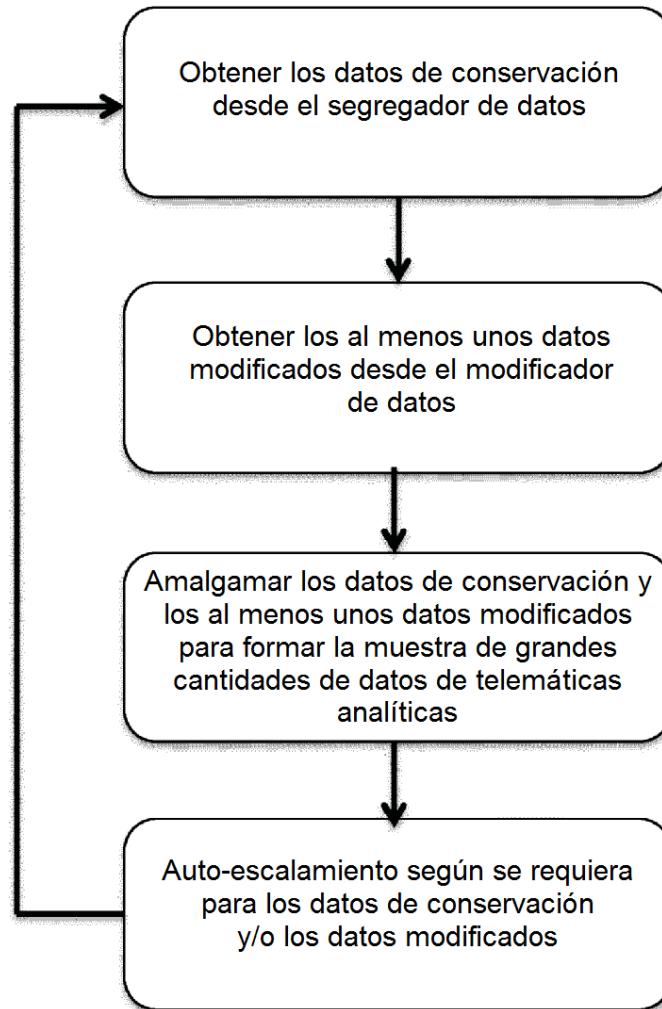 Obtener los datos de conservación
desde el segregador de datos
Obtener los al menos unos datos
modificados desde el modificador
de datos
Amalgamar los datos de conservación y
los al menos unos datos modificados
para formar la muestra de grandes
cantidades de datos de telemáticas
analíticas
Auto-escalamiento según se requiera
para los datos de conservación
y/o los datos modificados